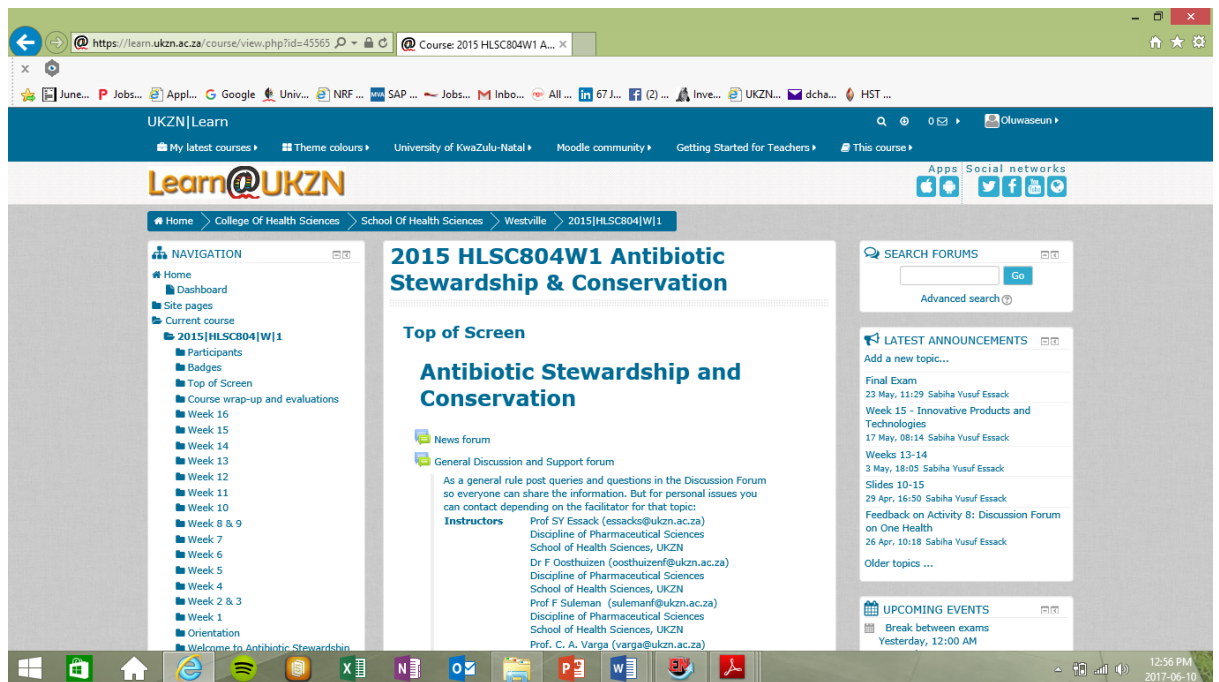 https://learn.ukzn.ac.za/course/view.php?id=45565
Course: 2015 HLSC804W1 A...
June... Jobs... Appl... Google Univ... NRF ... SAP ... Jobs... Inbo... All ... 67 J... (2) ... Inve... UKZN... dcha... HST ...
UKZN|Learn
0
Oluwaseun
My latest courses Theme colours University of KwaZulu-Natal Moodle community Getting Started for Teachers This course
Learn@UKZN
Apps Social networks
Home College Of Health Sciences School Of Health Sciences Westville 2015|HLSC804|W|1
NAVIGATION
Home
Dashboard
Site pages
Current course
2015|HLSC804|W|1
Participants
Badges
Top of Screen
Course wrap-up and evaluations
Week 16
Week 15
Week 14
Week 13
Week 12
Week 11
Week 10
Week 8 & 9
Week 7
Week 6
Week 5
Week 4
Week 2 & 3
Week 1
Orientation
Welcome to Antibiotic Stewardship
2015 HLSC804W1 Antibiotic
Stewardship & Conservation
Top of Screen
Antibiotic Stewardship and
Conservation
News forum
General Discussion and Support forum
As a general rule post queries and questions in the Discussion Forum
so everyone can share the information. But for personal issues you
can contact depending on the facilitator for that topic:
Instructors Prof SY Essack (essacks@ukzn.ac.za)
Discipline of Pharmaceutical Sciences
School of Health Sciences, UKZN
Dr F Oosthuizen (oosthuizenf@ukzn.ac.za)
Discipline of Pharmaceutical Sciences
School of Health Sciences, UKZN
Prof F Suleman (sulemanf@ukzn.ac.za)
Discipline of Pharmaceutical Sciences
School of Health Sciences, UKZN
Prof. C. A. Varga (varga@ukzn.ac.za)
SEARCH FORUMS
Go
Advanced search
LATEST ANNOUNCEMENTS
Add a new topic...
Final Exam
23 May, 11:29 Sabiha Yusuf Essack
Week 15 - Innovative Products and
Technologies
17 May, 08:14 Sabiha Yusuf Essack
Weeks 13-14
3 May, 18:05 Sabiha Yusuf Essack
Slides 10-15
29 Apr, 16:50 Sabiha Yusuf Essack
Feedback on Activity 8: Discussion Forum
on One Health
26 Apr, 10:18 Sabiha Yusuf Essack
Older topics ...
UPCOMING EVENTS
Break between exams
Yesterday, 12:00 AM
12:56 PM
2017-06-10